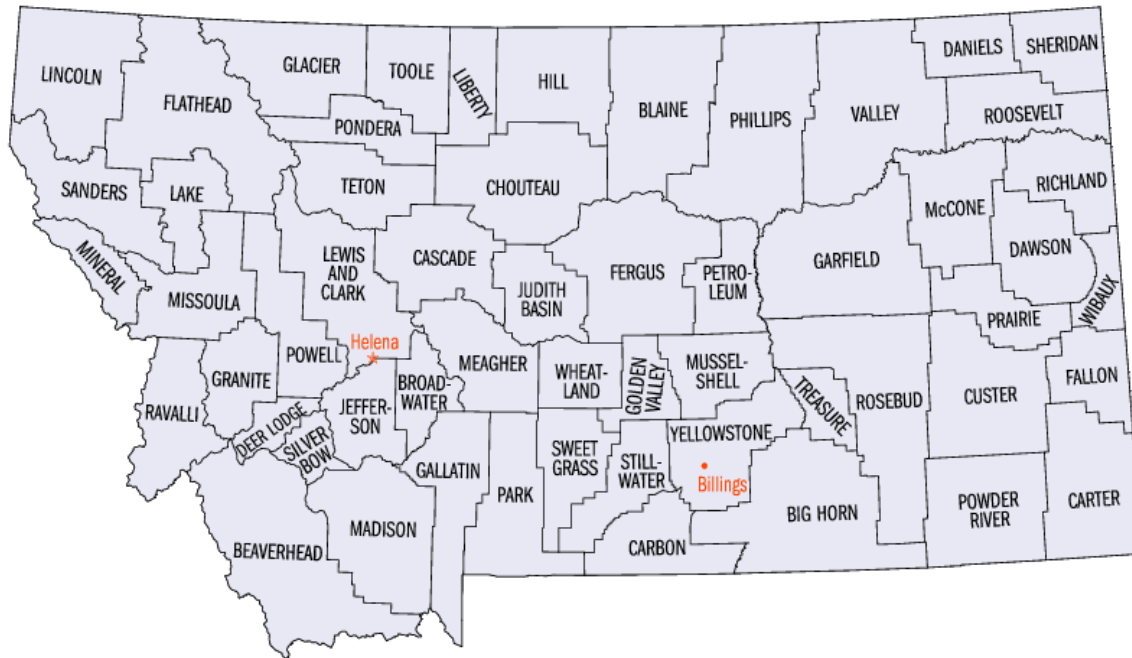 DANIELS
SHERIDAN
LINCOLN
GLACIER
TOOLE
LIBERTY
HILL
FLATHEAD
BLAINE
PHILLIPS
VALLEY
ROOSEVELT
PONDERA
SANDERS
LAKE
TETON
CHOUTEAU
McCONE
RICHLAND
MINERAL
MISSOULA
LEWIS
AND
CLARK
CASCADE
JUDITH
BASIN
FERGUS
PETRO-
LEUM
GARFIELD
DAWSON
WIBAUX
PRAIRIE
Helena
POWELL
GRANITE
RAVALLI
MEAGHER
BROAD-
WATER
WHEAT-
LAND
GOLDEN
VALLEY
MUSSEL-
SHELL
TREASURE
ROSEBUD
CUSTER
FALLON
DEER LODGE
SILVER
BOW
JEFFER-
SON
GALLATIN
PARK
SWEET
GRASS
STILL-
WATER
YELLOWSTONE
Billings
BIG HORN
POWDER
RIVER
CARTER
BEAVERHEAD
MADISON
CARBON